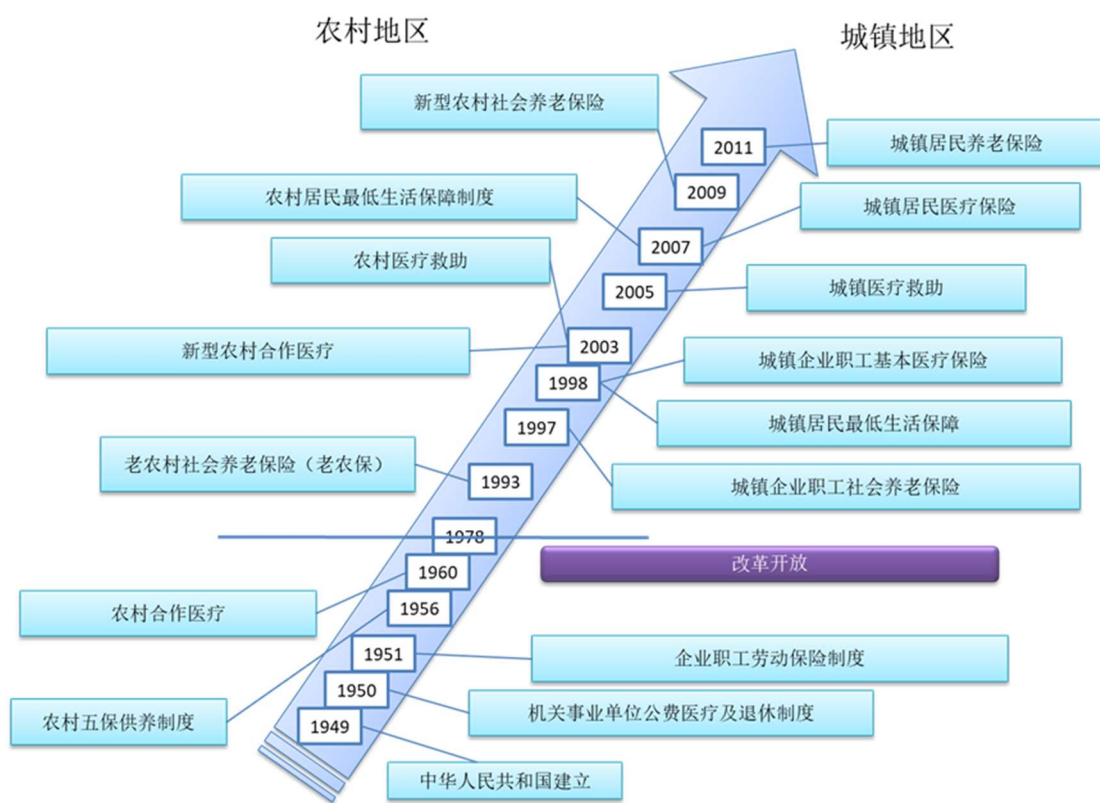 农村地区
城镇地区
新型农村社会养老保险
2011
城镇居民养老保险
2009
农村居民最低生活保障制度
城镇居民医疗保险
2007
农村医疗救助
2005
城镇医疗救助
新型农村合作医疗
2003
城镇企业职工基本医疗保险
1998
城镇居民最低生活保障
1997
老农村社会养老保险（老农保）
1993
城镇企业职工社会养老保险
1978
改革开放
1960
农村合作医疗
1956
1951
企业职工劳动保险制度
1950
机关事业单位公费医疗及退休制度
农村五保供养制度
1949
中华人民共和国建立